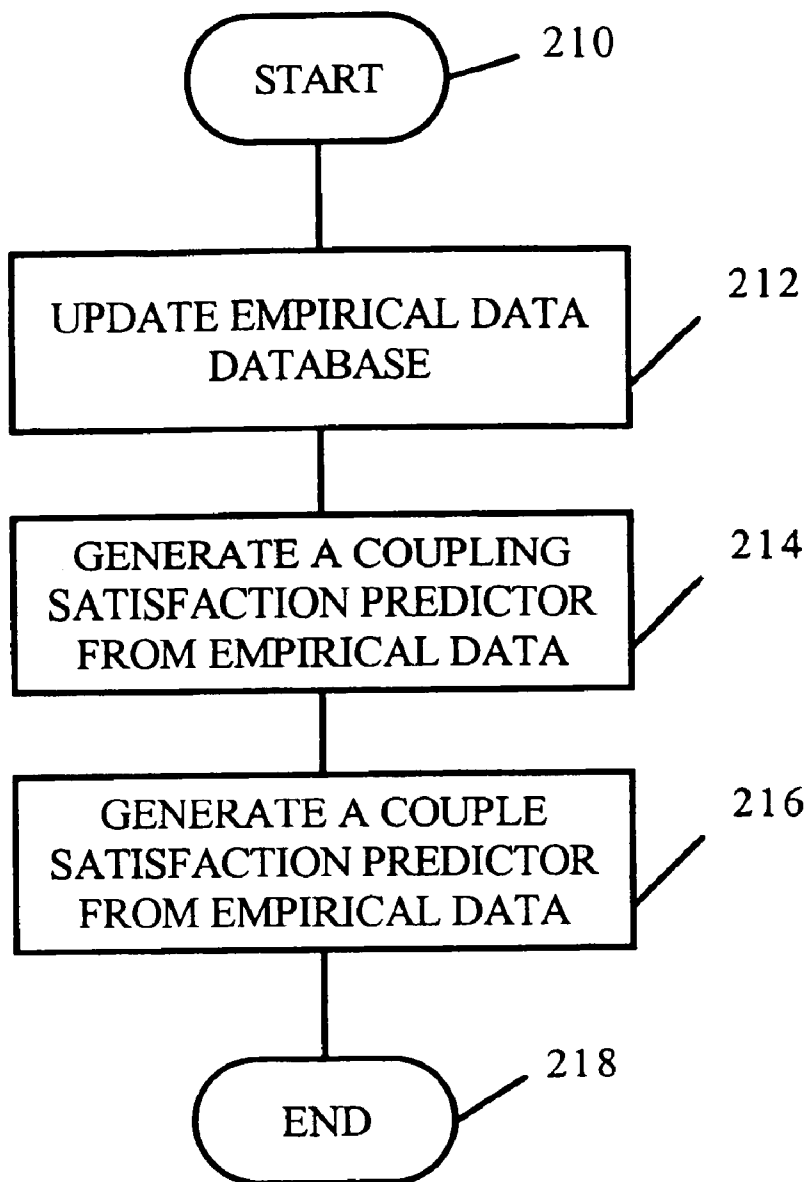 START
210
UPDATE EMPIRICAL DATA
DATABASE
212
GENERATE A COUPLING
SATISFACTION PREDICTOR
FROM EMPIRICAL DATA
214
GENERATE A COUPLE
SATISFACTION PREDICTOR
FROM EMPIRICAL DATA
216
END
218